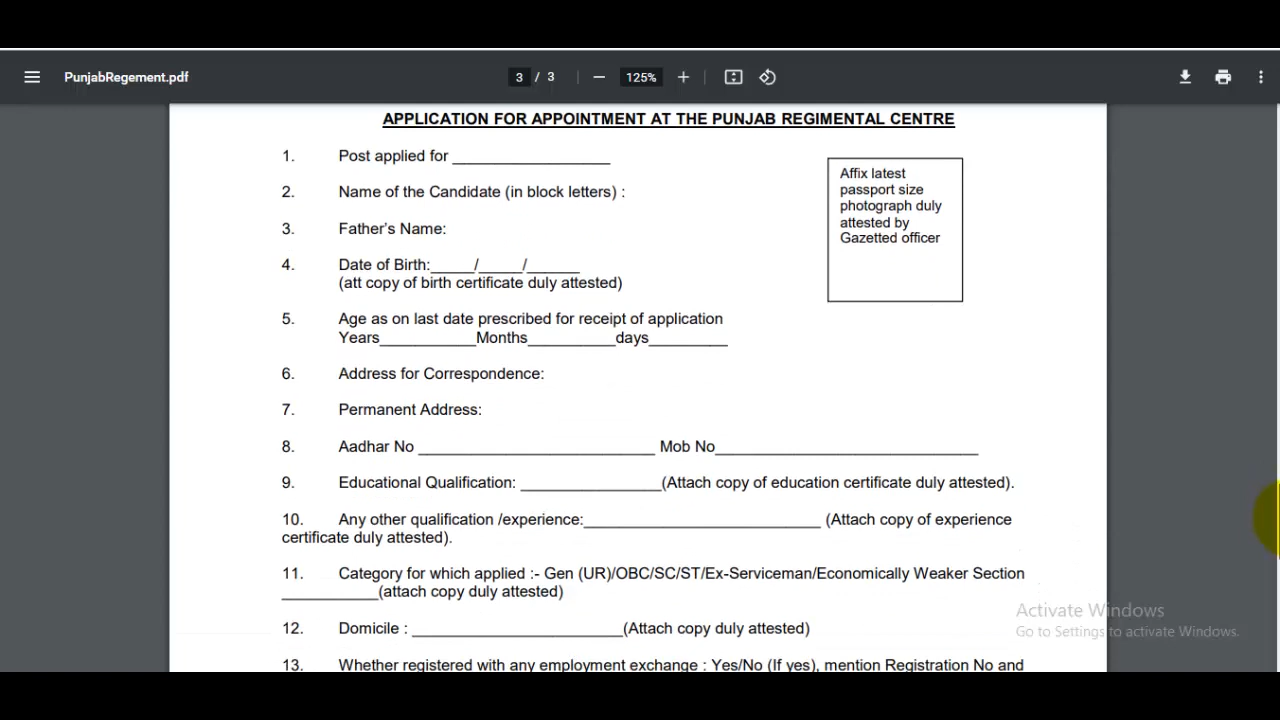 PunjabRegement.pdf
3 / 3
125%
APPLICATION FOR APPOINTMENT AT THE PUNJAB REGIMENTAL CENTRE
1. Post applied for ___________________
Affix latest
passport size
photograph duly
attested by
Gazetted officer
2. Name of the Candidate (in block letters) :
3. Father's Name:
4. Date of Birth:_____/_____/______
(att copy of birth certificate duly attested)
5. Age as on last date prescribed for receipt of application
Years___________Months__________days_________
6. Address for Correspondence:
7. Permanent Address:
8. Aadhar No ___________________________ Mob No______________________________
9. Educational Qualification: ________________(Attach copy of education certificate duly attested).
10. Any other qualification /experience:___________________________ (Attach copy of experience
certificate duly attested).
11. Category for which applied :- Gen (UR)/OBC/SC/ST/Ex-Serviceman/Economically Weaker Section
___________(attach copy duly attested)
12. Domicile : ________________________(Attach copy duly attested)
13. Whether registered with any employment exchange : Yes/No (If yes), mention Registration No and
Activate Windows
Go to Settings to activate Windows.